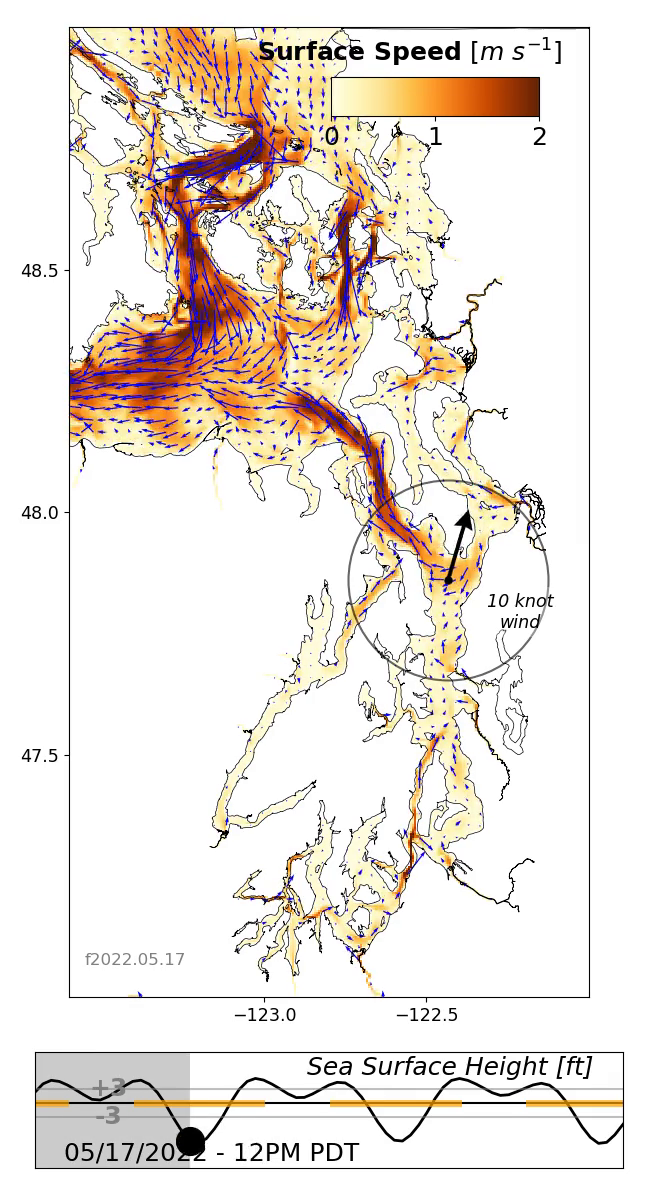 Surface Speed [m s⁻¹]
0 1 2
48.5
48.0
10 knot
wind
47.5
f2022.05.17
−123.0 −122.5
Sea Surface Height [ft]
+3
-3
05/17/2022 - 12PM PDT